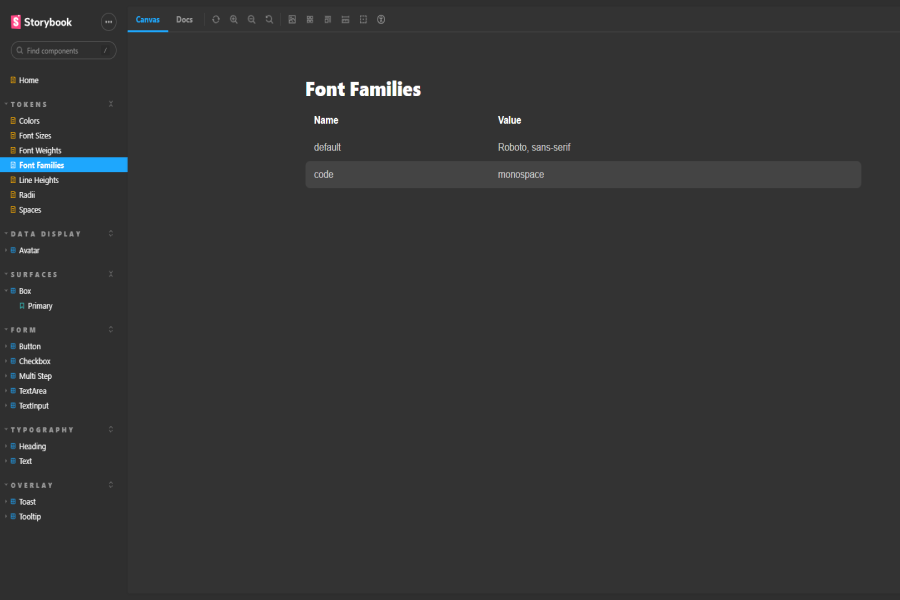 Storybook
Find components /
Home
TOKENS
Colors
Font Sizes
Font Weights
Font Families
Line Heights
Radii
Spaces
DATA DISPLAY
Avatar
SURFACES
Box
Primary
FORM
Button
Checkbox
Multi Step
TextArea
TextInput
TYPOGRAPHY
Heading
Text
OVERLAY
Toast
Tooltip
Canvas Docs
Font Families
Name Value
default Roboto, sans-serif
code monospace